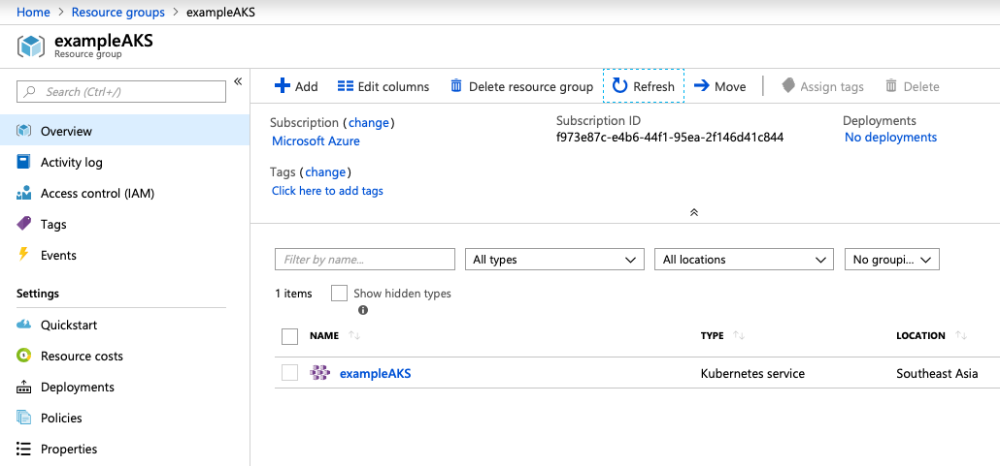 Home > Resource groups > exampleAKS
exampleAKS
Resource group
Search (Ctrl+/)
Overview
Activity log
Access control (IAM)
Tags
Events
Settings
Quickstart
Resource costs
Deployments
Policies
Properties
Add Edit columns Delete resource group Refresh Move Assign tags Delete
Subscription (change) Subscription ID Deployments
Microsoft Azure f973e87c-e4b6-44f1-95ea-2f146d41c844 No deployments
Tags (change)
Click here to add tags
Filter by name... All types All locations No groupi...
1 items Show hidden types
NAME TYPE LOCATION
exampleAKS Kubernetes service Southeast Asia